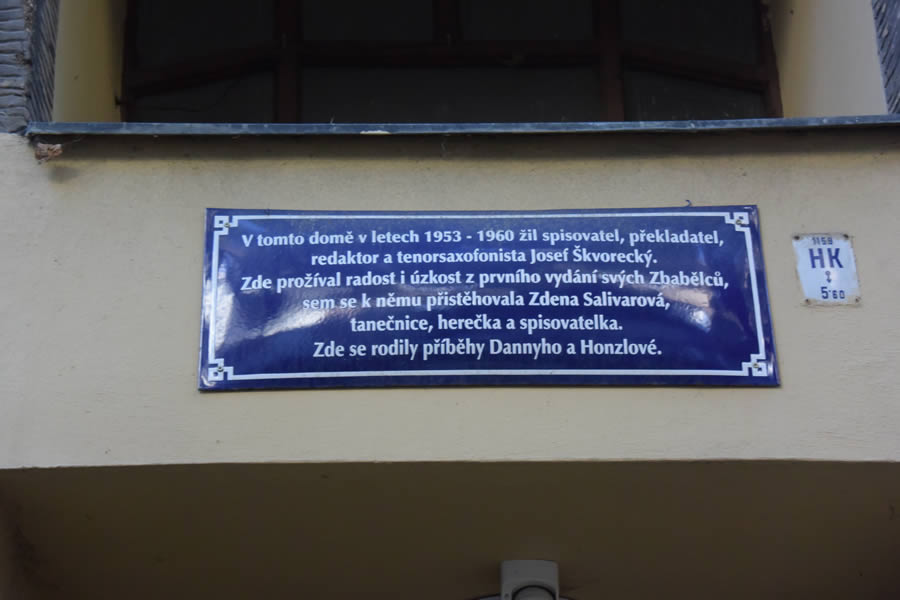 V tomto domě v letech 1953 - 1960 žil spisovatel, překladatel,
redaktor a tenorsaxofonista Josef Škvorecký.
Zde prožíval radost i úzkost z prvního vydání svých Zbabělců,
sem se k němu přistěhovala Zdena Salivarová,
tanečnice, herečka a spisovatelka.
Zde se rodily příběhy Dannyho a Honzlové.
1159
HK
5·60